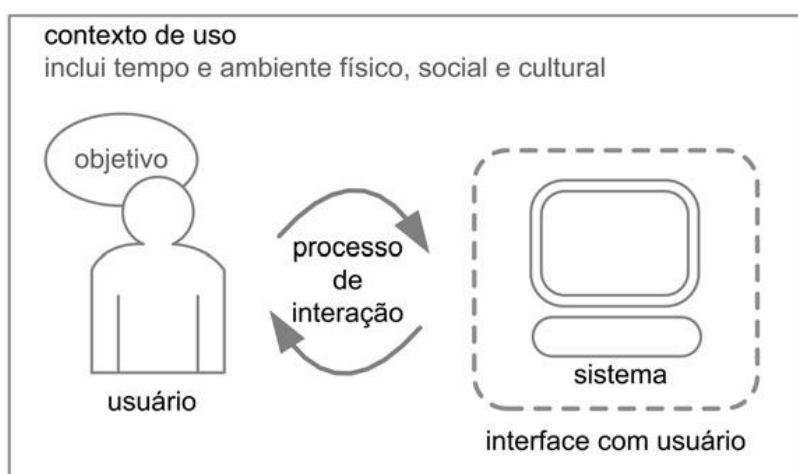 contexto de uso
inclui tempo e ambiente físico, social e cultural
objetivo
processo
de
interação
usuário
sistema
interface com usuário